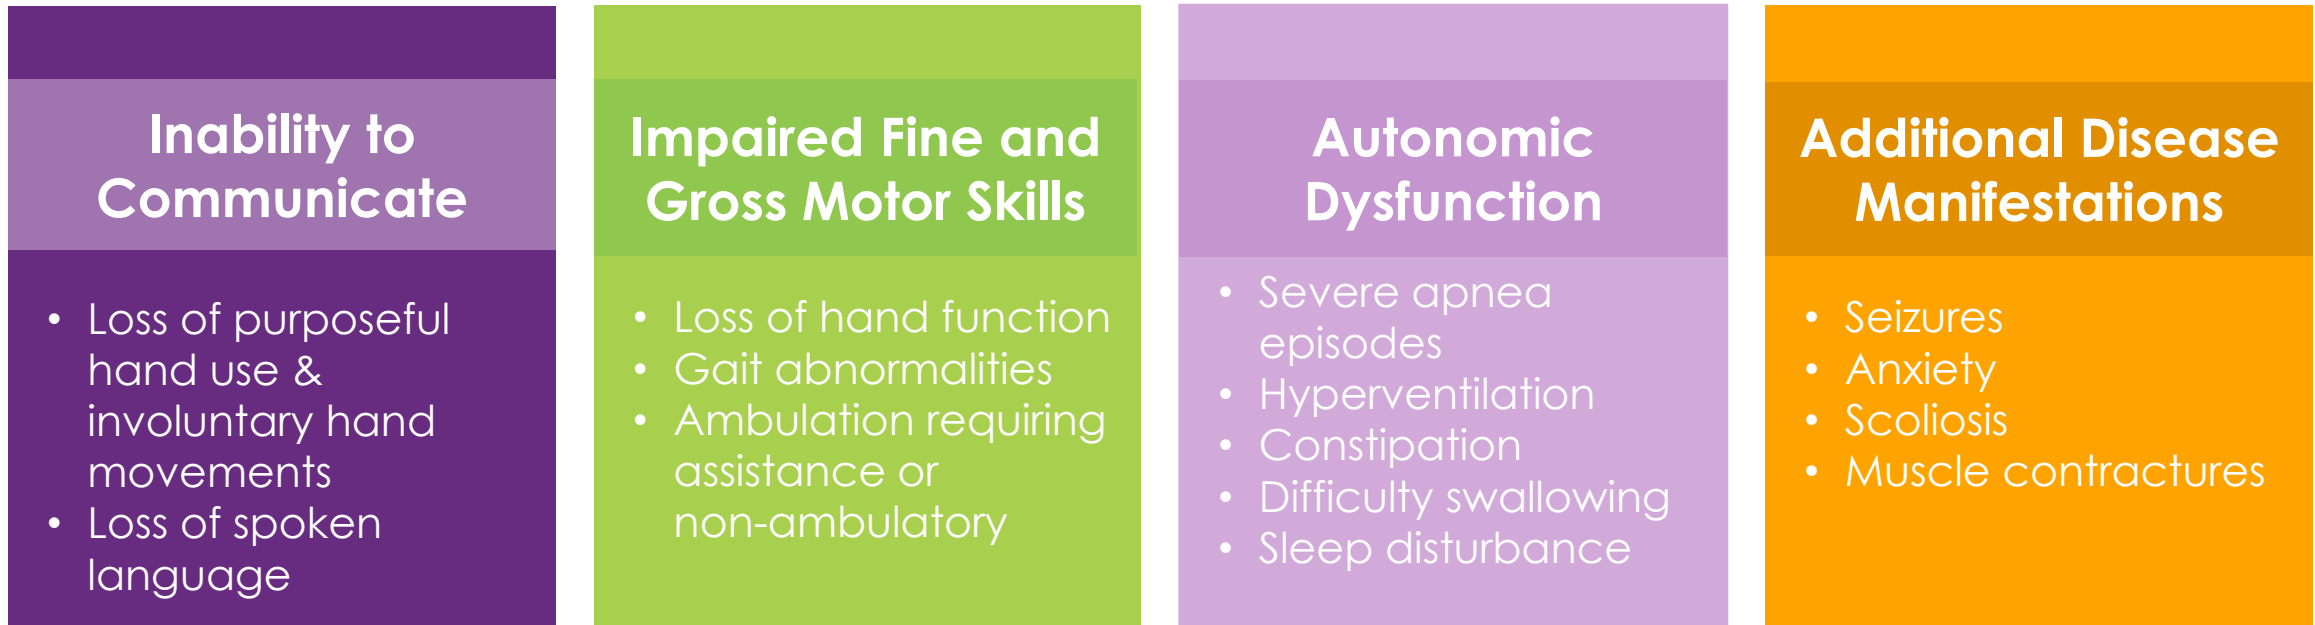 Inability to
Communicate
• Loss of purposeful
hand use &
involuntary hand
movements
• Loss of spoken
language
Impaired Fine and
Gross Motor Skills
• Loss of hand function
• Gait abnormalities
• Ambulation requiring
assistance or
non-ambulatory
Autonomic
Dysfunction
• Severe apnea
episodes
• Hyperventilation
• Constipation
• Difficulty swallowing
• Sleep disturbance
Additional Disease
Manifestations
• Seizures
• Anxiety
• Scoliosis
• Muscle contractures